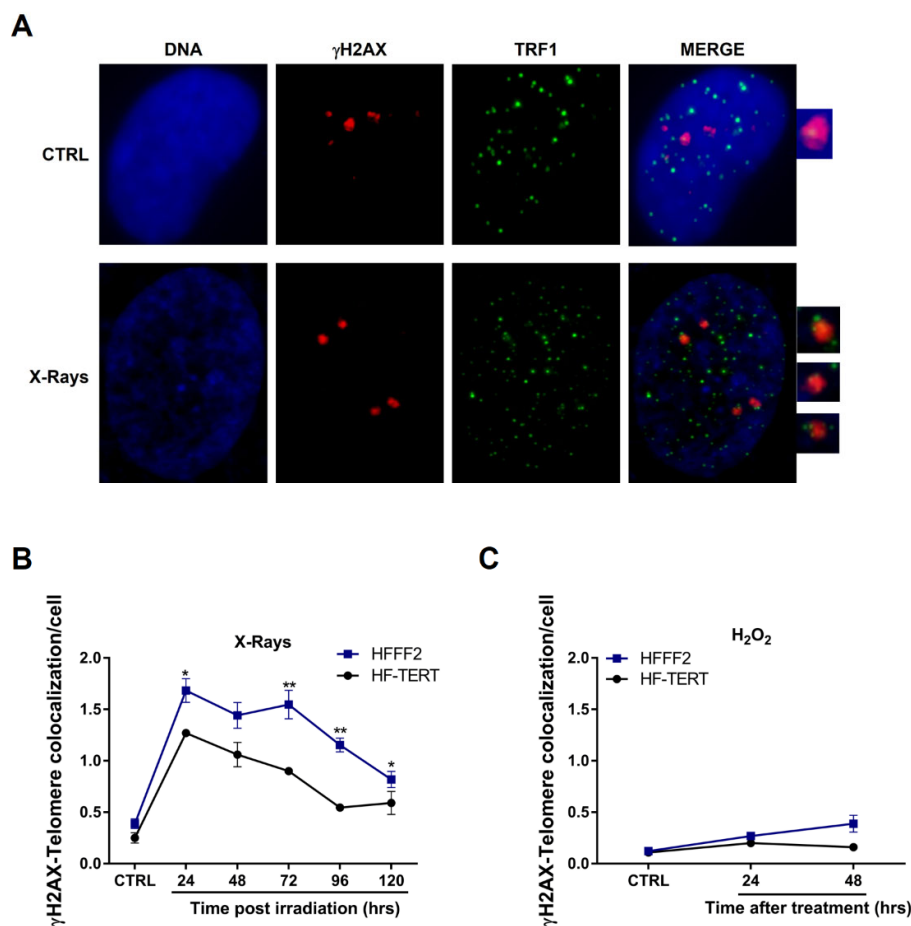 A
DNA γH2AX TRF1 MERGE
CTRL
X-Rays
B
X-Rays
HFFF2
HF-TERT
γH2AX-Telomere colocalization/cell
2.0
1.5
1.0
0.5
0.0
* ** ** *
CTRL 24 48 72 96 120
Time post irradiation (hrs)
C
H₂O₂
HFFF2
HF-TERT
γH2AX-Telomere colocalization/cell
2.0
1.5
1.0
0.5
0.0
CTRL 24 48
Time after treatment (hrs)